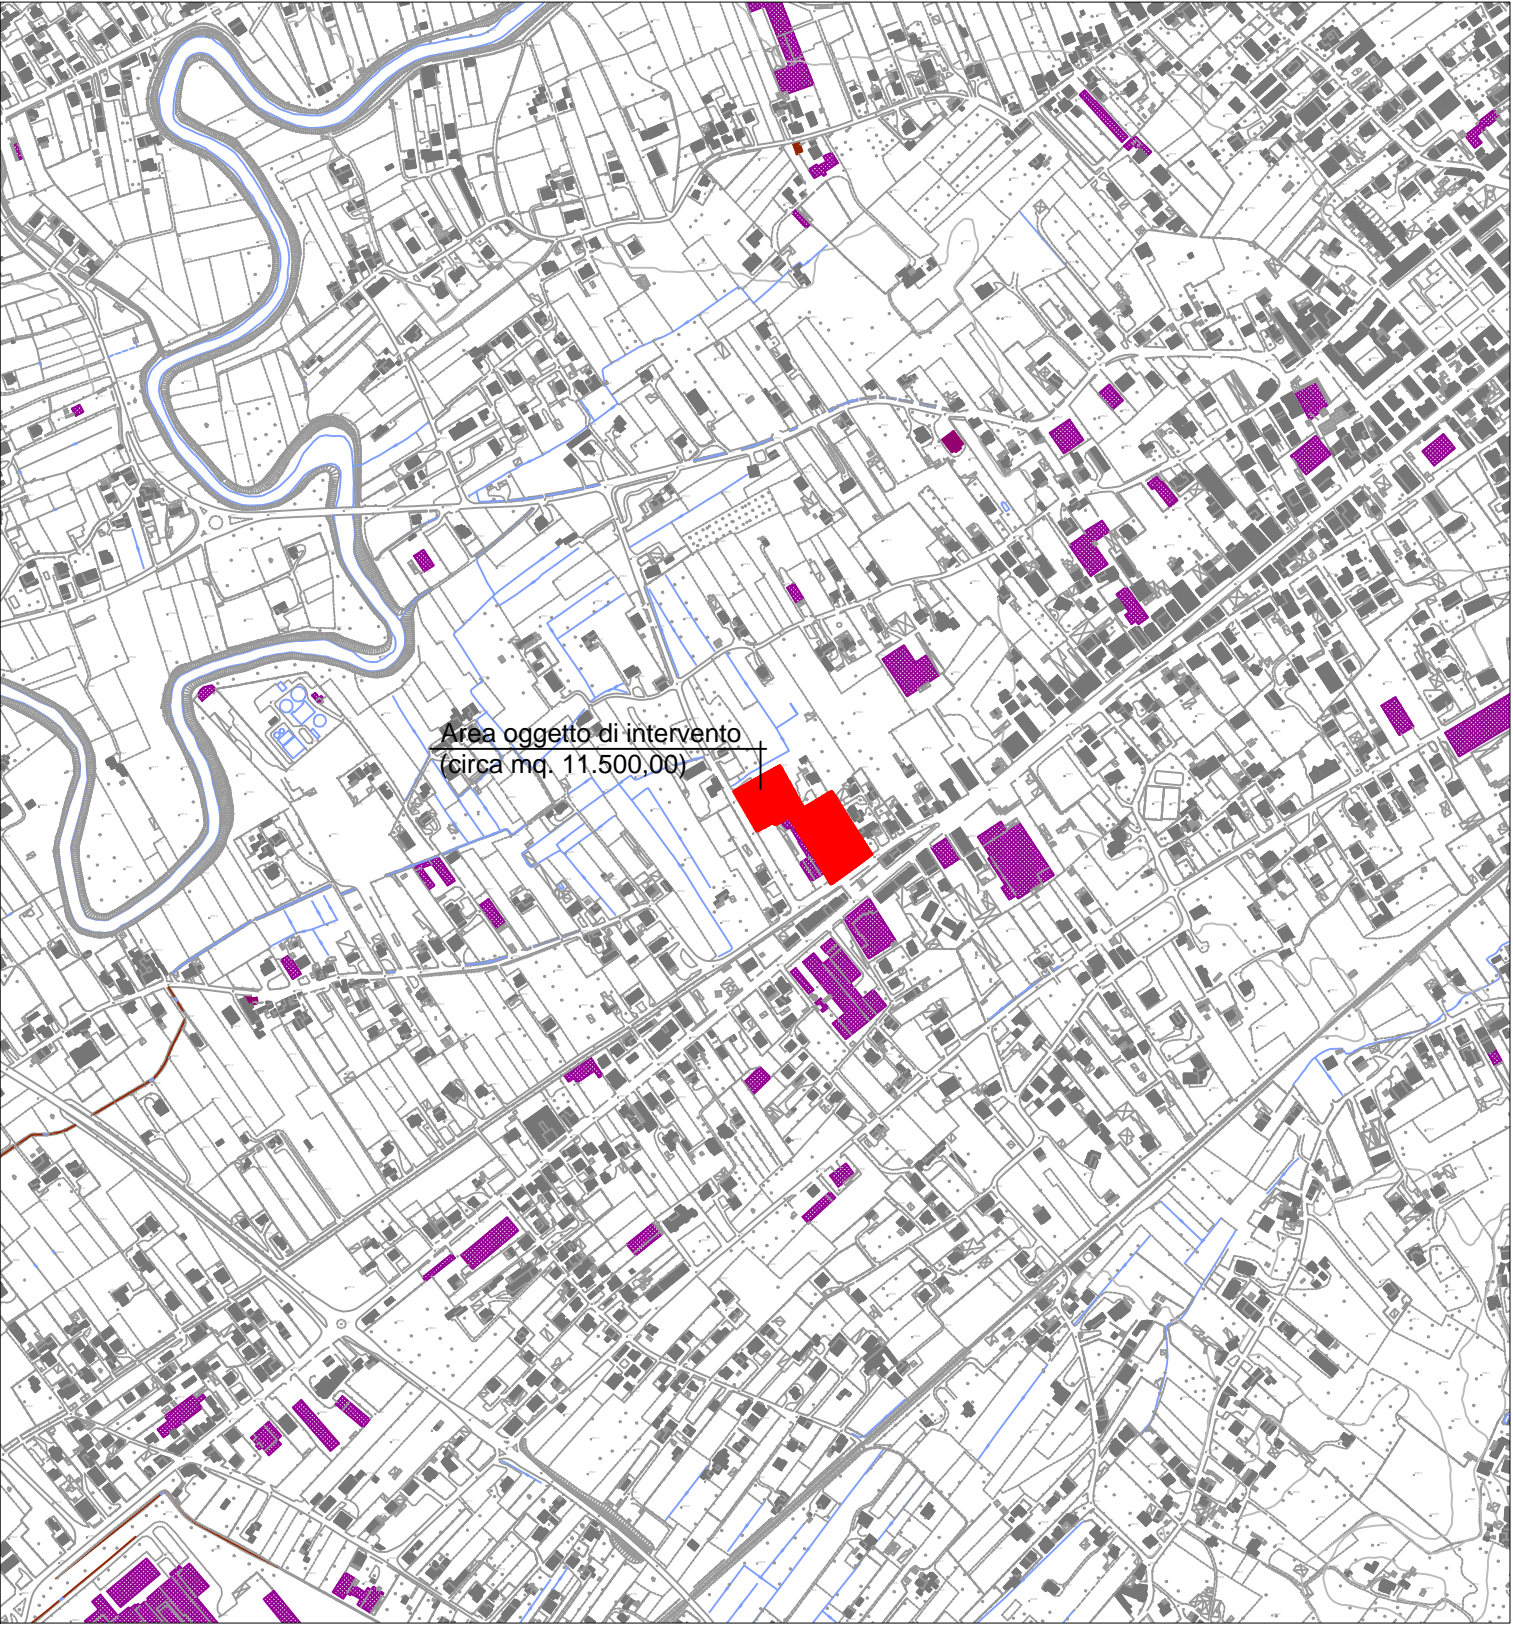 Area oggetto di intervento
(circa mq. 11.500,00)